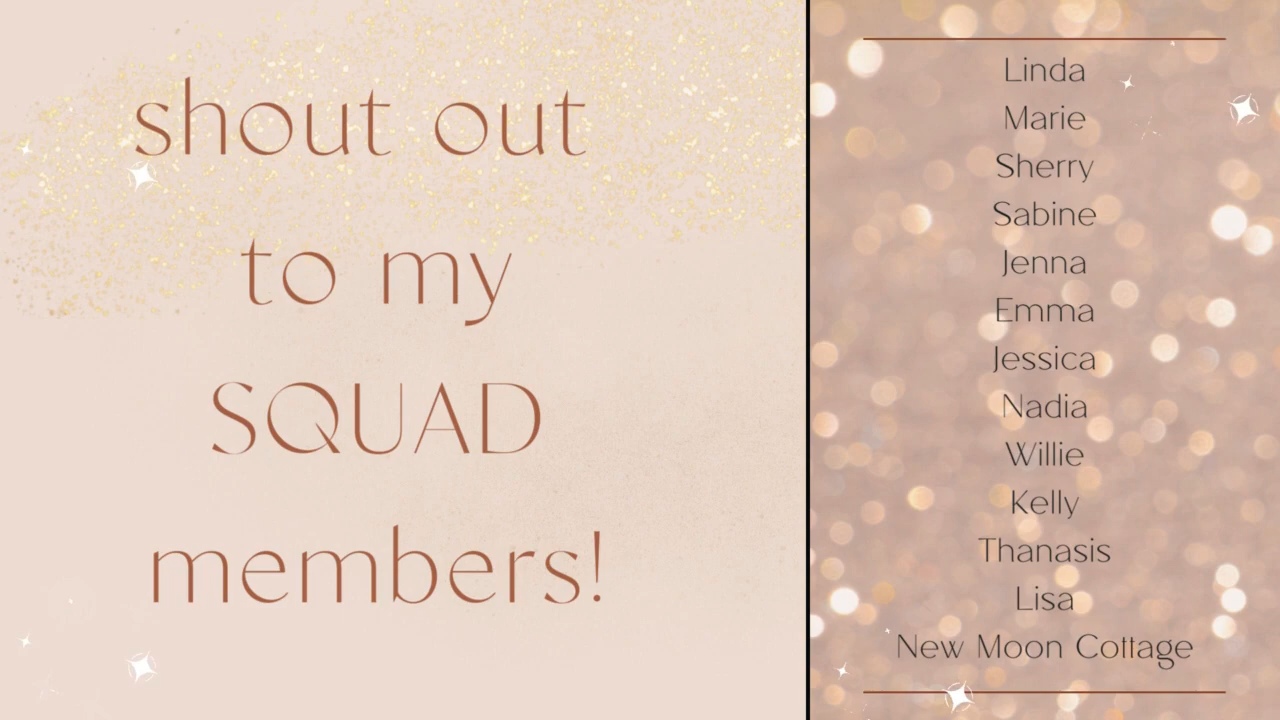 shout out
to my
SQUAD
members!
Linda
Marie
Sherry
Sabine
Jenna
Emma
Jessica
Nadia
Willie
Kelly
Thanasis
Lisa
New Moon Cottage